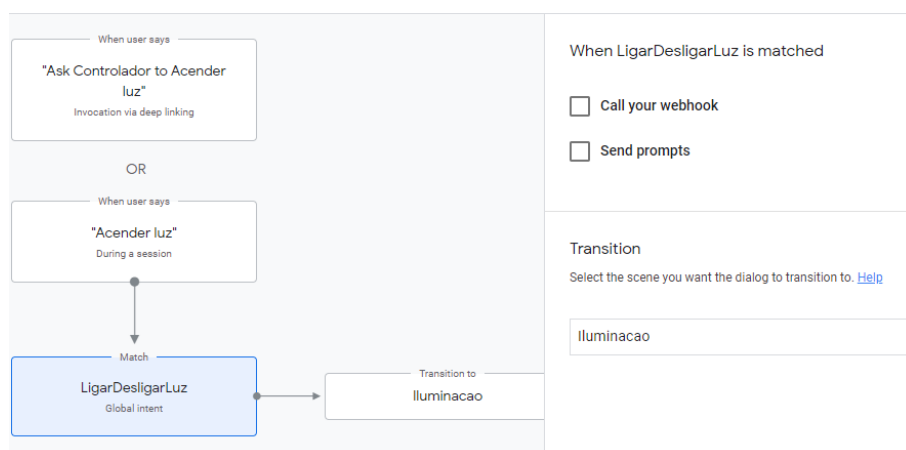 When user says
"Ask Controlador to Acender
luz"
Invocation via deep linking
OR
When user says
"Acender luz"
During a session
Match
LigarDesligarLuz
Global intent
Transition to
Iluminacao
When LigarDesligarLuz is matched
Call your webhook
Send prompts
Transition
Select the scene you want the dialog to transition to. Help
Iluminacao